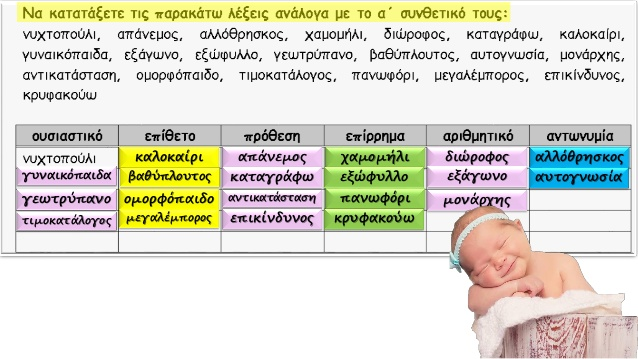 Να κατατάξετε τις παρακάτω λέξεις ανάλογα με το α΄ συνθετικό τους:
νυχτοπούλι, απάνεμος, αλλόθρησκος, χαμομήλι, διώροφος, καταγράφω, καλοκαίρι,
γυναικόπαιδα, εξάγωνο, εξώφυλλο, γεωτρύπανο, βαθύπλουτος, αυτογνωσία, μονάρχης,
αντικατάσταση, ομορφόπαιδο, τιμοκατάλογος, πανωφόρι, μεγαλέμπορος, επικίνδυνος,
κρυφακούω
ουσιαστικό επίθετο πρόθεση επίρρημα αριθμητικό αντωνυμία
νυχτοπούλι καλοκαίρι απάνεμος χαμομήλι διώροφος αλλόθρησκος
γυναικόπαιδα βαθύπλουτος καταγράφω εξώφυλλο εξάγωνο αυτογνωσία
γεωτρύπανο ομορφόπαιδο αντικατάσταση πανωφόρι μονάρχης
τιμοκατάλογος μεγαλέμπορος επικίνδυνος κρυφακούω